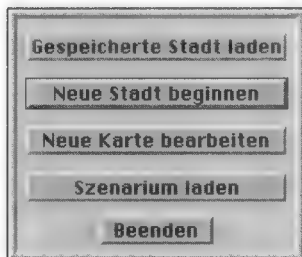 Gespeicherte Stadt laden
Neue Stadt beginnen
Neue Karte bearbeiten
Szenarium laden
Beenden